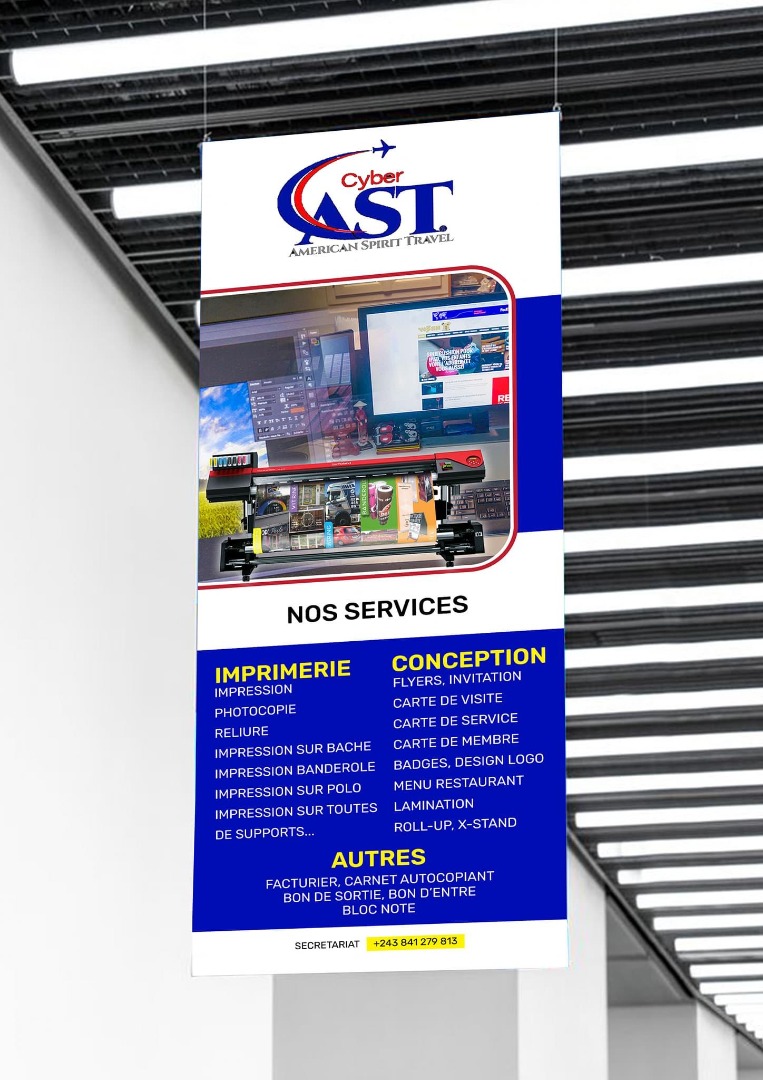 Cyber
AST.
AMERICAN SPIRIT TRAVEL
NOS SERVICES
IMPRIMERIE
IMPRESSION
PHOTOCOPIE
RELIURE
IMPRESSION SUR BACHE
IMPRESSION BANDEROLE
IMPRESSION SUR POLO
IMPRESSION SUR TOUTES
DE SUPPORTS...
CONCEPTION
FLYERS, INVITATION
CARTE DE VISITE
CARTE DE SERVICE
CARTE DE MEMBRE
BADGES, DESIGN LOGO
MENU RESTAURANT
LAMINATION
ROLL-UP, X-STAND
AUTRES
FACTURIER, CARNET AUTOCOPIANT
BON DE SORTIE, BON D'ENTRE
BLOC NOTE
SECRETARIAT +243 841 279 813